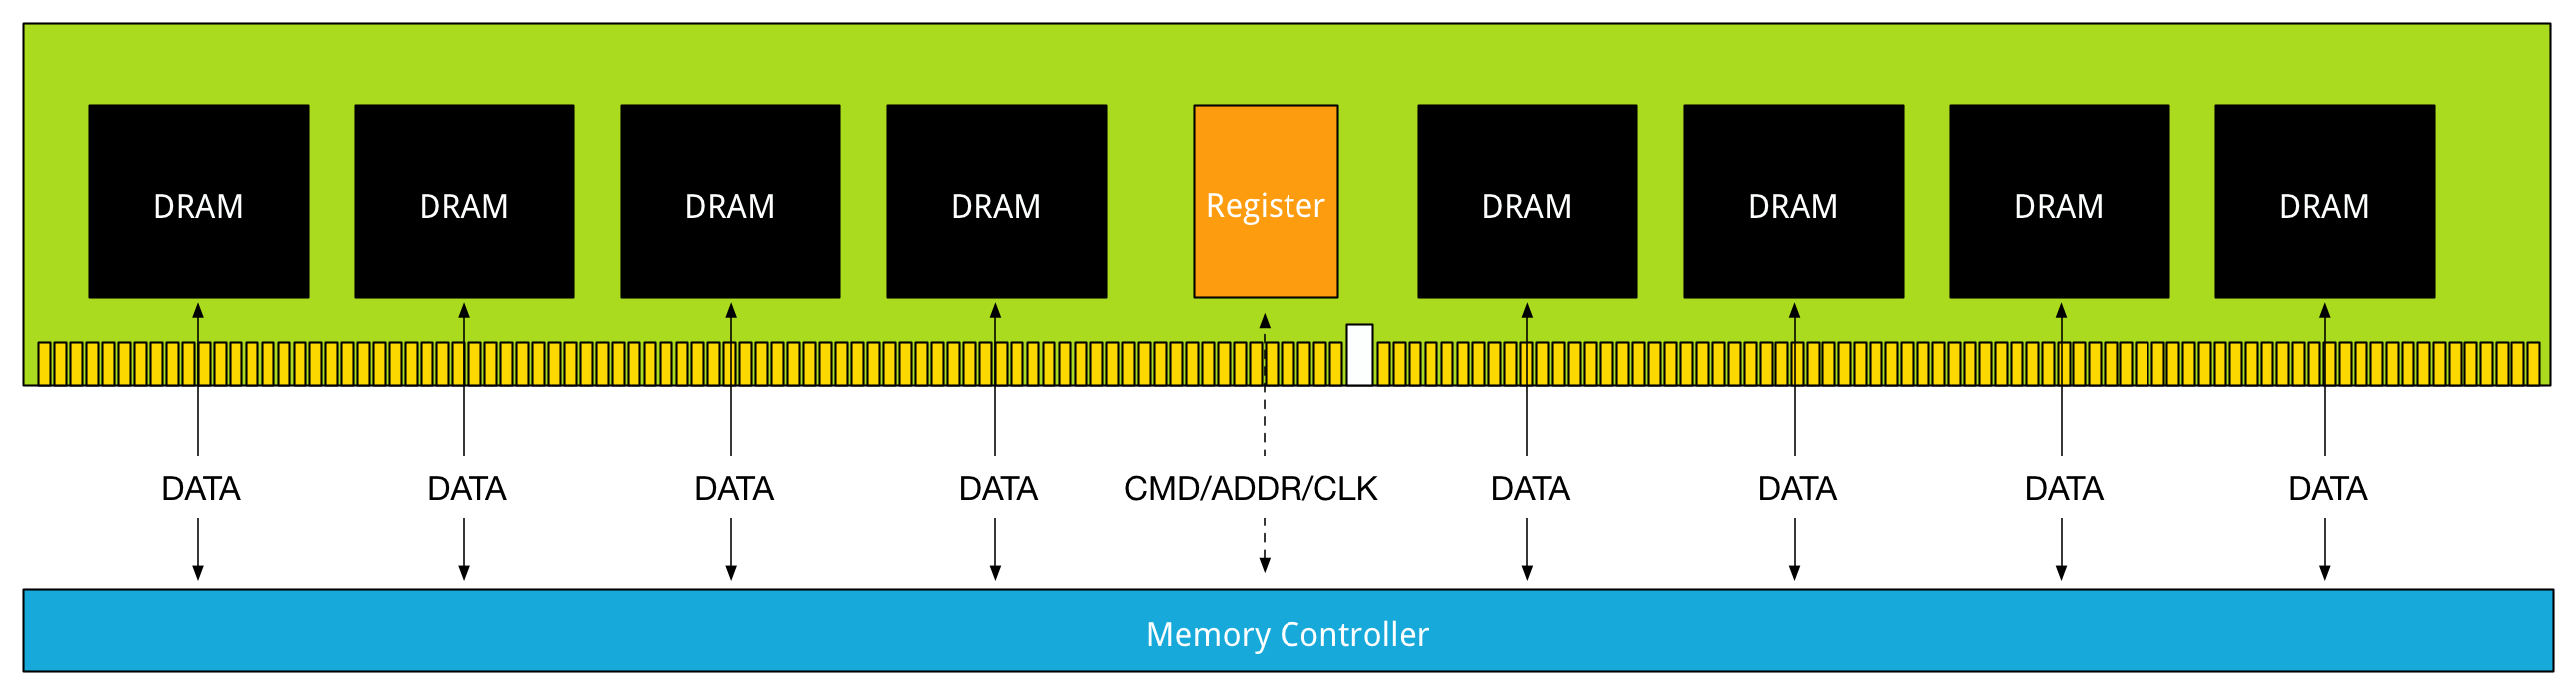 DRAM DRAM DRAM DRAM Register DRAM DRAM DRAM DRAM
DATA DATA DATA DATA CMD/ADDR/CLK DATA DATA DATA DATA
Memory Controller